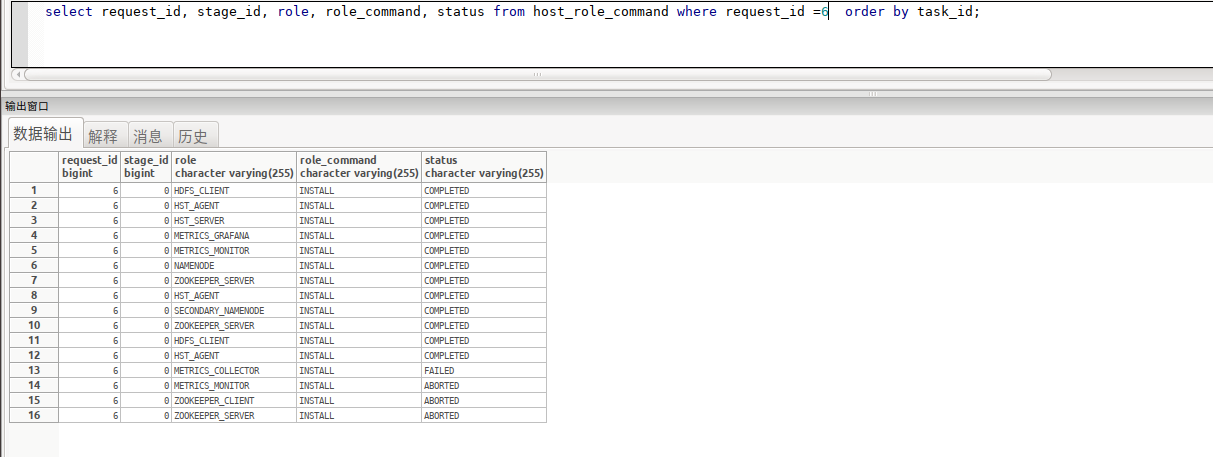 select request_id, stage_id, role, role_command, status from host_role_command where request_id =6  order by task_id;
输出窗口
数据输出 解释 消息 历史
request_id stage_id role role_command status
bigint bigint character varying(255) character varying(255) character varying(255)
1 6 0 HDFS_CLIENT INSTALL COMPLETED
2 6 0 HST_AGENT INSTALL COMPLETED
3 6 0 HST_SERVER INSTALL COMPLETED
4 6 0 METRICS_GRAFANA INSTALL COMPLETED
5 6 0 METRICS_MONITOR INSTALL COMPLETED
6 6 0 NAMENODE INSTALL COMPLETED
7 6 0 ZOOKEEPER_SERVER INSTALL COMPLETED
8 6 0 HST_AGENT INSTALL COMPLETED
9 6 0 SECONDARY_NAMENODE INSTALL COMPLETED
10 6 0 ZOOKEEPER_SERVER INSTALL COMPLETED
11 6 0 HDFS_CLIENT INSTALL COMPLETED
12 6 0 HST_AGENT INSTALL COMPLETED
13 6 0 METRICS_COLLECTOR INSTALL FAILED
14 6 0 METRICS_MONITOR INSTALL ABORTED
15 6 0 ZOOKEEPER_CLIENT INSTALL ABORTED
16 6 0 ZOOKEEPER_SERVER INSTALL ABORTED